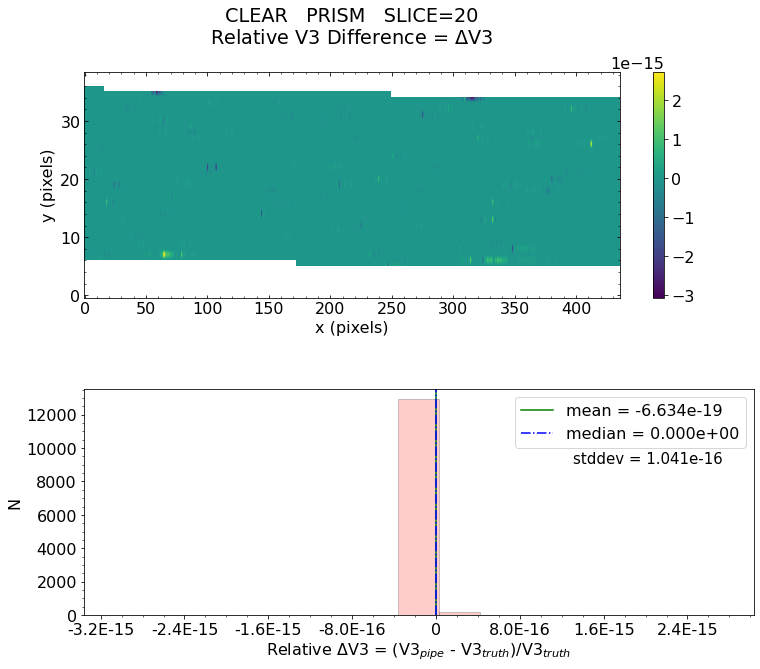 CLEAR PRISM SLICE=20
Relative V3 Difference = ΔV3
1e−15
y (pixels)
30
20
10
0
0 50 100 150 200 250 300 350 400
x (pixels)
2
1
0
−1
−2
−3
N
12000
10000
8000
6000
4000
2000
0
mean = -6.634e-19
median = 0.000e+00
stddev = 1.041e-16
-3.2E-15 -2.4E-15 -1.6E-15 -8.0E-16 0 8.0E-16 1.6E-15 2.4E-15
Relative ΔV3 = (V3pipe - V3truth)/V3truth